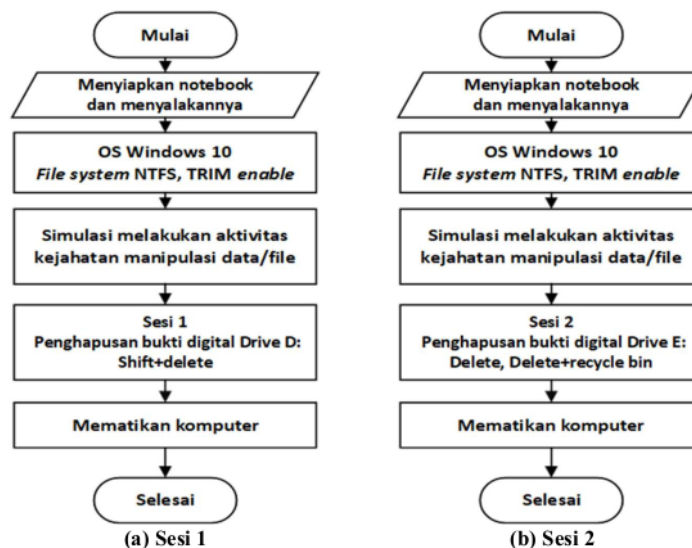 Mulai
Menyiapkan notebook
dan menyalakannya
OS Windows 10
File system NTFS, TRIM enable
Simulasi melakukan aktivitas
kejahatan manipulasi data/file
Sesi 1
Penghapusan bukti digital Drive D:
Shift+delete
Mematikan komputer
Selesai
(a) Sesi 1
Mulai
Menyiapkan notebook
dan menyalakannya
OS Windows 10
File system NTFS, TRIM enable
Simulasi melakukan aktivitas
kejahatan manipulasi data/file
Sesi 2
Penghapusan bukti digital Drive E:
Delete, Delete+recycle bin
Mematikan komputer
Selesai
(b) Sesi 2